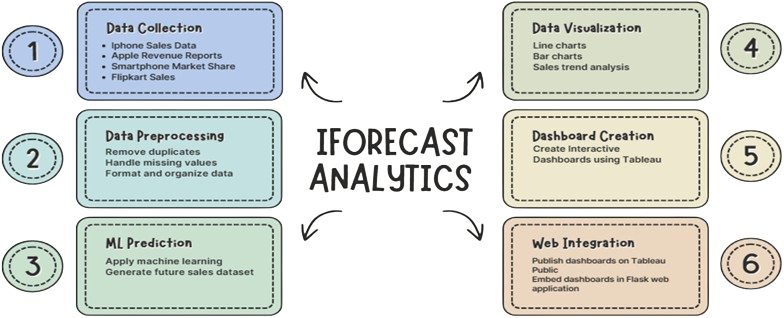 1
Data Collection
• Iphone Sales Data
• Apple Revenue Reports
• Smartphone Market Share
• Flipkart Sales
2
Data Preprocessing
Remove duplicates
Handle missing values
Format and organize data
3
ML Prediction
Apply machine learning
Generate future sales dataset
IFORECAST
ANALYTICS
Data Visualization
Line charts
Bar charts
Sales trend analysis
4
Dashboard Creation
Create Interactive
Dashboards using Tableau
5
Web Integration
Publish dashboards on Tableau
Public
Embed dashboards in Flask web
application
6